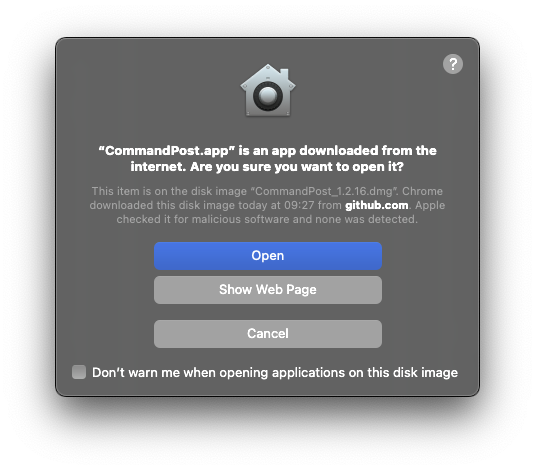 ?
“CommandPost.app” is an app downloaded from the
internet. Are you sure you want to open it?
This item is on the disk image “CommandPost_1.2.16.dmg”. Chrome
downloaded this disk image today at 09:27 from github.com. Apple
checked it for malicious software and none was detected.
Open
Show Web Page
Cancel
Don’t warn me when opening applications on this disk image